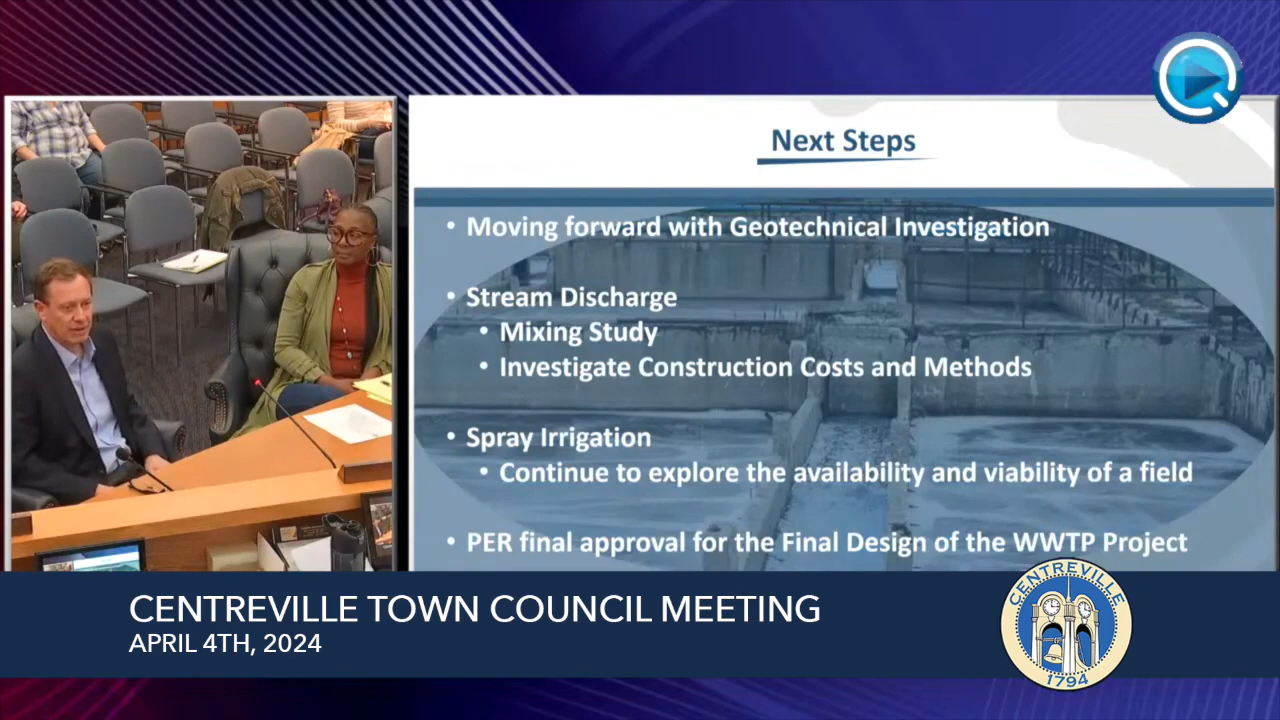 Next Steps
• Moving forward with Geotechnical Investigation
• Stream Discharge
• Mixing Study
• Investigate Construction Costs and Methods
• Spray Irrigation
• Continue to explore the availability and viability of a field
• PER final approval for the Final Design of the WWTP Project
CENTREVILLE TOWN COUNCIL MEETING
APRIL 4TH, 2024
CENTREVILLE
1794